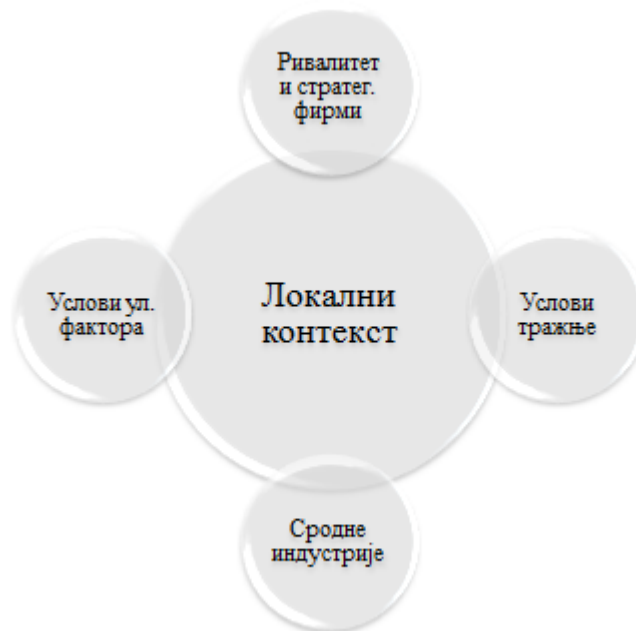 Ривалитет
и стратег.
фирми
Услови ул.
фактора
Локални
контекст
Услови
тражње
Сродне
индустрије